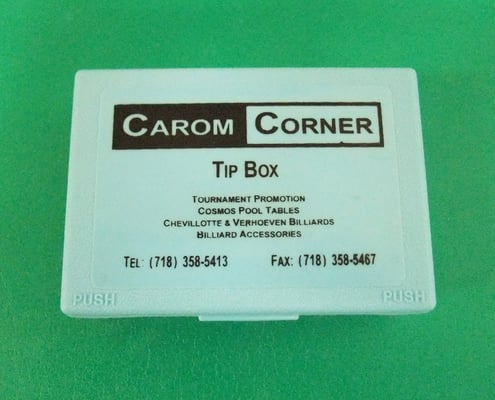 CAROM CORNER
TIP BOX
TOURNAMENT PROMOTION
COSMOS POOL TABLES
CHEVILLOTTE & VERHOEVEN BILLIARDS
BILLIARD ACCESSORIES
TEL: (718) 358-5413 FAX: (718) 358-5467
PUSH PUSH